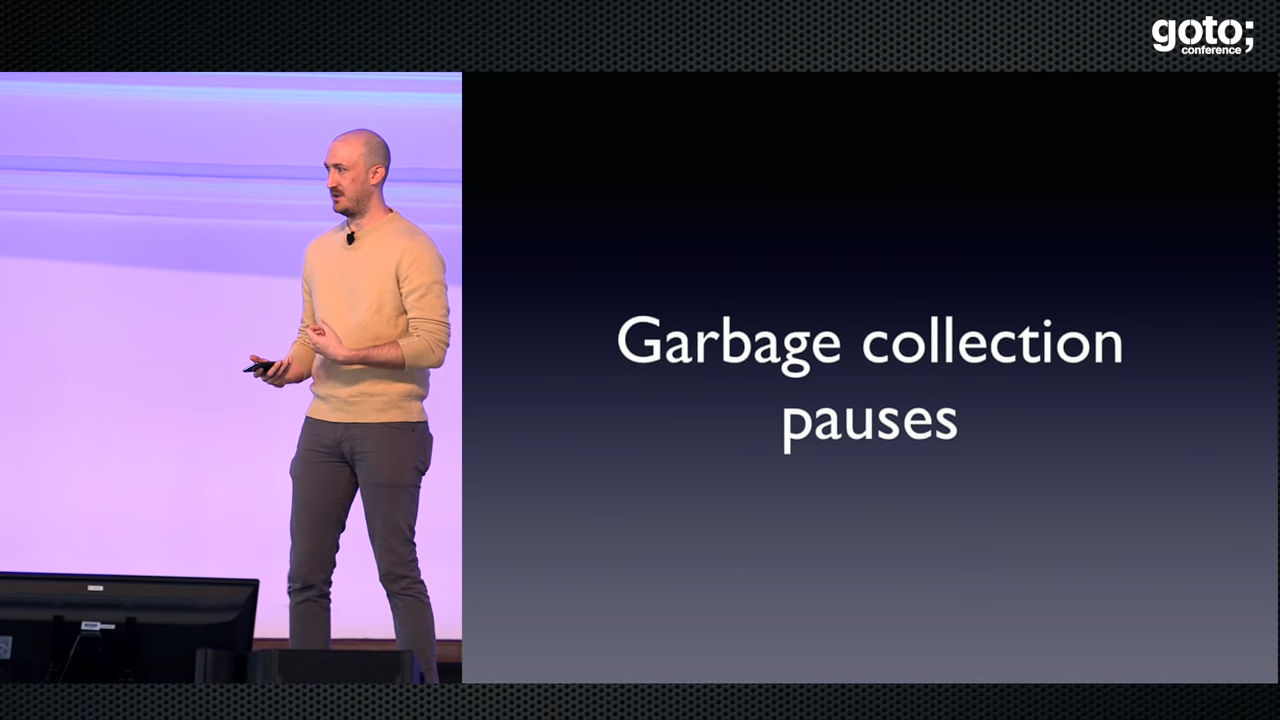 goto;
conference
Garbage collection
pauses